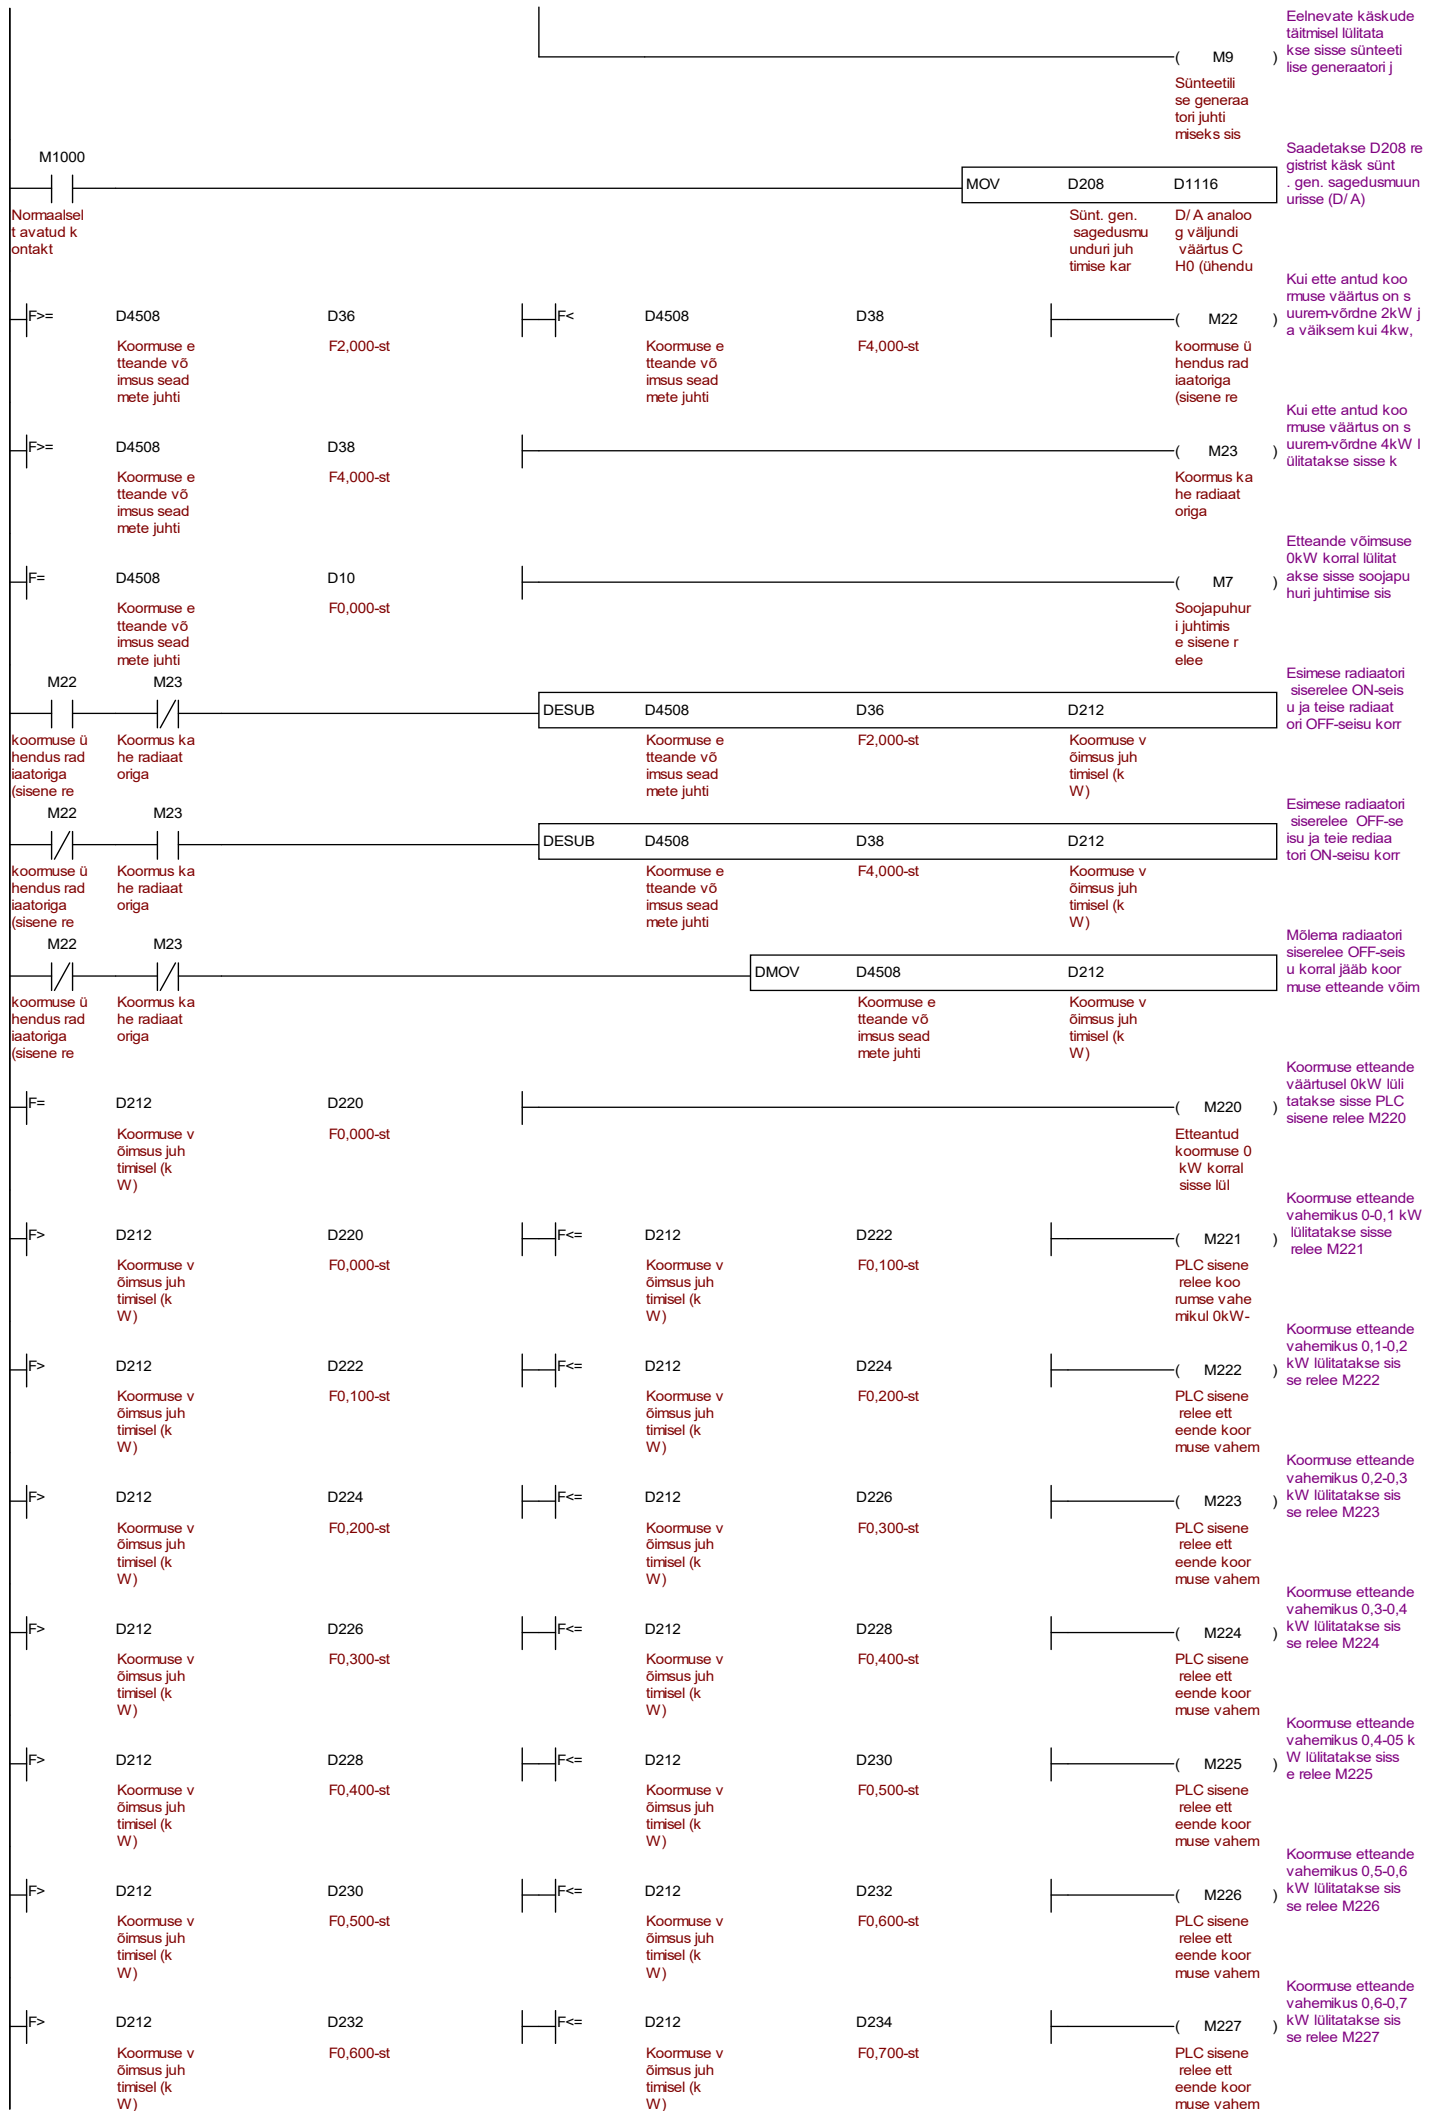 Eelnevate käskude
täitmisel lülitata
kse sisse sünteeti
lise generaatori j
( M9 )
Sünteetili
se generaa
tori juhti
miseks sis
M1000
MOV D208 D1116
Normaalsel
t avatud k
ontakt
Sünt. gen.
sagedusmu
unduri juh
timise kar
D/A analoo
g väljundi
väärtus C
H0 (ühendu
Saadetakse D208 re
gistrist käsk sünt
. gen. sagedusmuun
urisse (D/A)
F>= D4508 D36 F< D4508 D38 ( M22 )
Koormuse e
tteande võ
imsus sead
mete juhti
F2,000-st
Koormuse e
tteande võ
imsus sead
mete juhti
F4,000-st
koormuse ü
hendus rad
iaatoriga
(sisene re
Kui ette antud koo
rmuse väärtus on s
uurem-võrdne 2kW j
a väiksem kui 4kw,
F>= D4508 D38 ( M23 )
Koormuse e
tteande võ
imsus sead
mete juhti
F4,000-st
Koormus ka
he radiaat
origa
Kui ette antud koo
rmuse väärtus on s
uurem-võrdne 4kW l
ülitatakse sisse k
F= D4508 D10 ( M7 )
Koormuse e
tteande võ
imsus sead
mete juhti
F0,000-st
Soojapuhur
i juhtimis
e sisene r
elee
Etteande võimsuse
0kW korral lülitat
akse sisse soojapu
huri juhtimise sis
M22 M23
DESUB D4508 D36 D212
koormuse ü
hendus rad
iaatoriga
(sisene re
Koormus ka
he radiaat
origa
Koormuse e
tteande võ
imsus sead
mete juhti
F2,000-st
Koormuse v
õimsus juh
timisel (k
W)
Esimese radiaatori
siserelee ON-seis
u ja teise radiaat
ori OFF-seisu korr
M22 M23
DESUB D4508 D38 D212
koormuse ü
hendus rad
iaatoriga
(sisene re
Koormus ka
he radiaat
origa
Koormuse e
tteande võ
imsus sead
mete juhti
F4,000-st
Koormuse v
õimsus juh
timisel (k
W)
Esimese radiaatori
siserelee OFF-se
isu ja teie rediaa
tori ON-seisu korr
M22 M23
DMOV D4508 D212
koormuse ü
hendus rad
iaatoriga
(sisene re
Koormus ka
he radiaat
origa
Koormuse e
tteande võ
imsus sead
mete juhti
Koormuse v
õimsus juh
timisel (k
W)
Mõlema radiaatori
siserelee OFF-seis
u korral jääb koor
muse etteande võim
F= D212 D220 ( M220 )
Koormuse v
õimsus juh
timisel (k
W)
F0,000-st
Etteantud
koormuse 0
kW korral
sisse lül
Koormuse etteande
väärtusel 0kW lüli
tatakse sisse PLC
sisene relee M220
F> D212 D220 F<= D212 D222 ( M221 )
Koormuse v
õimsus juh
timisel (k
W)
F0,000-st
Koormuse v
õimsus juh
timisel (k
W)
F0,100-st
PLC sisene
relee koo
rumse vahe
mikul 0kW-
Koormuse etteande
vahemikus 0-0,1 kW
lülitatakse sisse
relee M221
F> D212 D222 F<= D212 D224 ( M222 )
Koormuse v
õimsus juh
timisel (k
W)
F0,100-st
Koormuse v
õimsus juh
timisel (k
W)
F0,200-st
PLC sisene
relee ett
eende koor
muse vahem
Koormuse etteande
vahemikus 0,1-0,2
kW lülitatakse sis
se relee M222
F> D212 D224 F<= D212 D226 ( M223 )
Koormuse v
õimsus juh
timisel (k
W)
F0,200-st
Koormuse v
õimsus juh
timisel (k
W)
F0,300-st
PLC sisene
relee ett
eende koor
muse vahem
Koormuse etteande
vahemikus 0,2-0,3
kW lülitatakse sis
se relee M223
F> D212 D226 F<= D212 D228 ( M224 )
Koormuse v
õimsus juh
timisel (k
W)
F0,300-st
Koormuse v
õimsus juh
timisel (k
W)
F0,400-st
PLC sisene
relee ett
eende koor
muse vahem
Koormuse etteande
vahemikus 0,3-0,4
kW lülitatakse sis
se relee M224
F> D212 D228 F<= D212 D230 ( M225 )
Koormuse v
õimsus juh
timisel (k
W)
F0,400-st
Koormuse v
õimsus juh
timisel (k
W)
F0,500-st
PLC sisene
relee ett
eende koor
muse vahem
Koormuse etteande
vahemikus 0,4-05 k
W lülitatakse siss
e relee M225
F> D212 D230 F<= D212 D232 ( M226 )
Koormuse v
õimsus juh
timisel (k
W)
F0,500-st
Koormuse v
õimsus juh
timisel (k
W)
F0,600-st
PLC sisene
relee ett
eende koor
muse vahem
Koormuse etteande
vahemikus 0,5-0,6
kW lülitatakse sis
se relee M226
F> D212 D232 F<= D212 D234 ( M227 )
Koormuse v
õimsus juh
timisel (k
W)
F0,600-st
Koormuse v
õimsus juh
timisel (k
W)
F0,700-st
PLC sisene
relee ett
eende koor
muse vahem
Koormuse etteande
vahemikus 0,6-0,7
kW lülitatakse sis
se relee M227